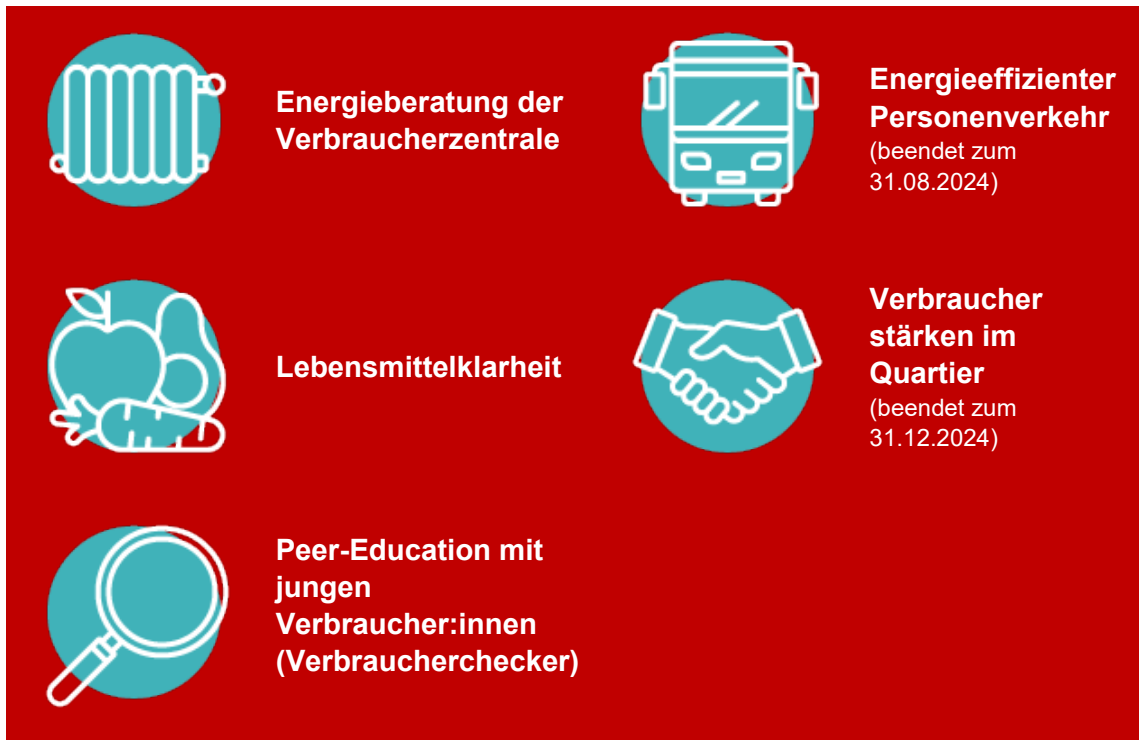 Energieberatung der
Verbraucherzentrale
Energieeffizienter
Personenverkehr
(beendet zum
31.08.2024)
Lebensmittelklarheit
Verbraucher
stärken im
Quartier
(beendet zum
31.12.2024)
Peer-Education mit
jungen
Verbraucher:innen
(Verbraucherchecker)